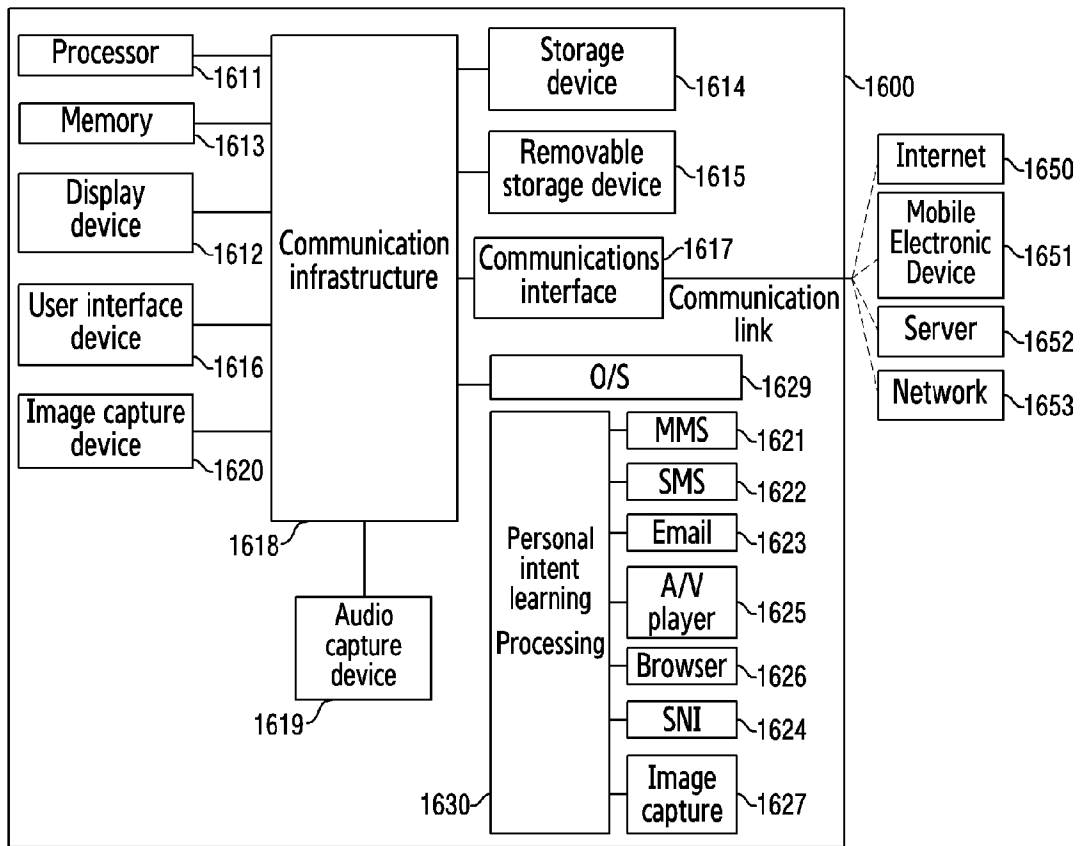 Processor
1611
Memory
1613
Display
device
1612
User interface
device
1616
Image capture
device
1620
Communication
infrastructure
1618
Audio
capture
device
1619
Storage
device
1614
Removable
storage device
1615
Communications
interface
1617
Communication
link
O/S
1629
Personal
intent
learning
Processing
1630
MMS
1621
SMS
1622
Email
1623
A/V
player
1625
Browser
1626
SNI
1624
Image
capture
1627
1600
Internet
1650
Mobile
Electronic
Device
1651
Server
1652
Network
1653